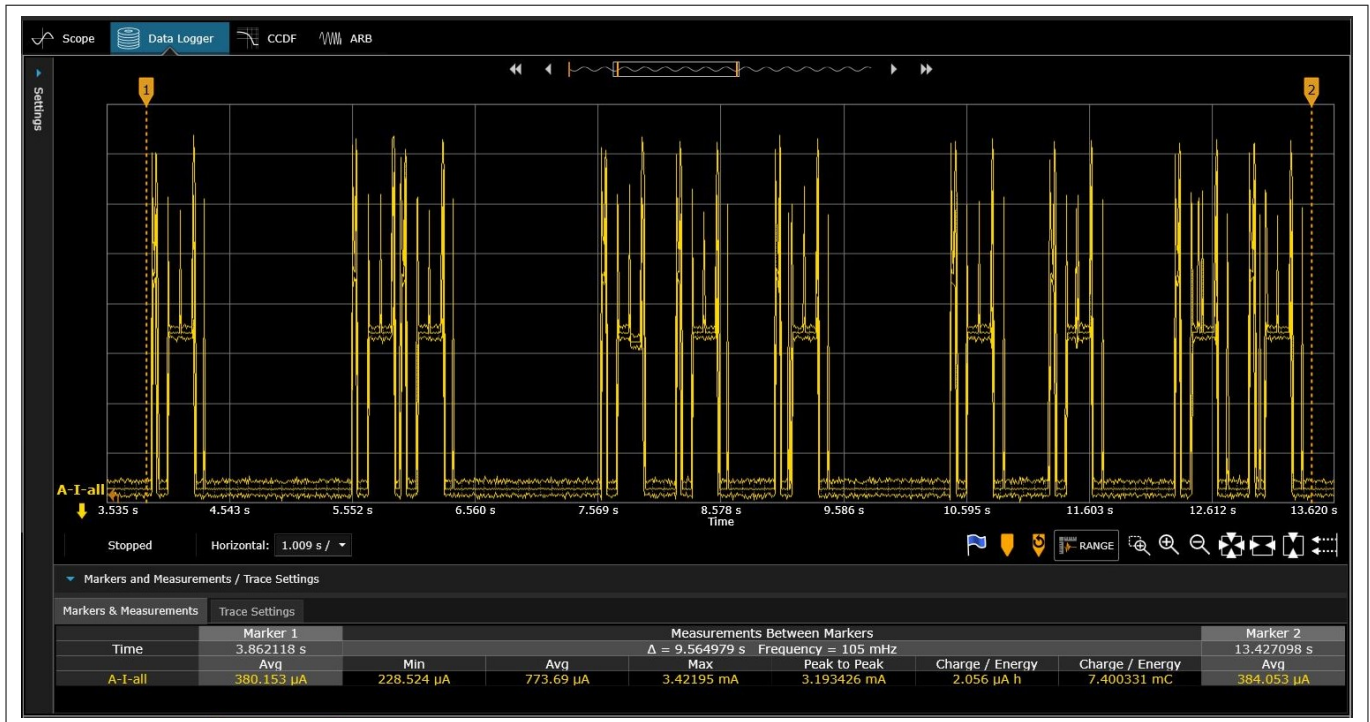 Scope Data Logger CCDF ARB
Settings
1 2
A-I-all
3.535 s 4.543 s 5.552 s 6.560 s 7.569 s 8.578 s 9.586 s 10.595 s 11.603 s 12.612 s 13.620 s
Time
Stopped Horizontal: 1.009 s / RANGE
Markers and Measurements / Trace Settings
Markers & Measurements Trace Settings
Marker 1 Measurements Between Markers Marker 2
Time 3.862118 s Δ = 9.564979 s Frequency = 105 mHz 13.427098 s
Avg Min Avg Max Peak to Peak Charge / Energy Charge / Energy Avg
A-I-all 380.153 µA 228.524 µA 773.69 µA 3.42195 mA 3.193426 mA 2.056 µA h 7.400331 mC 384.053 µA